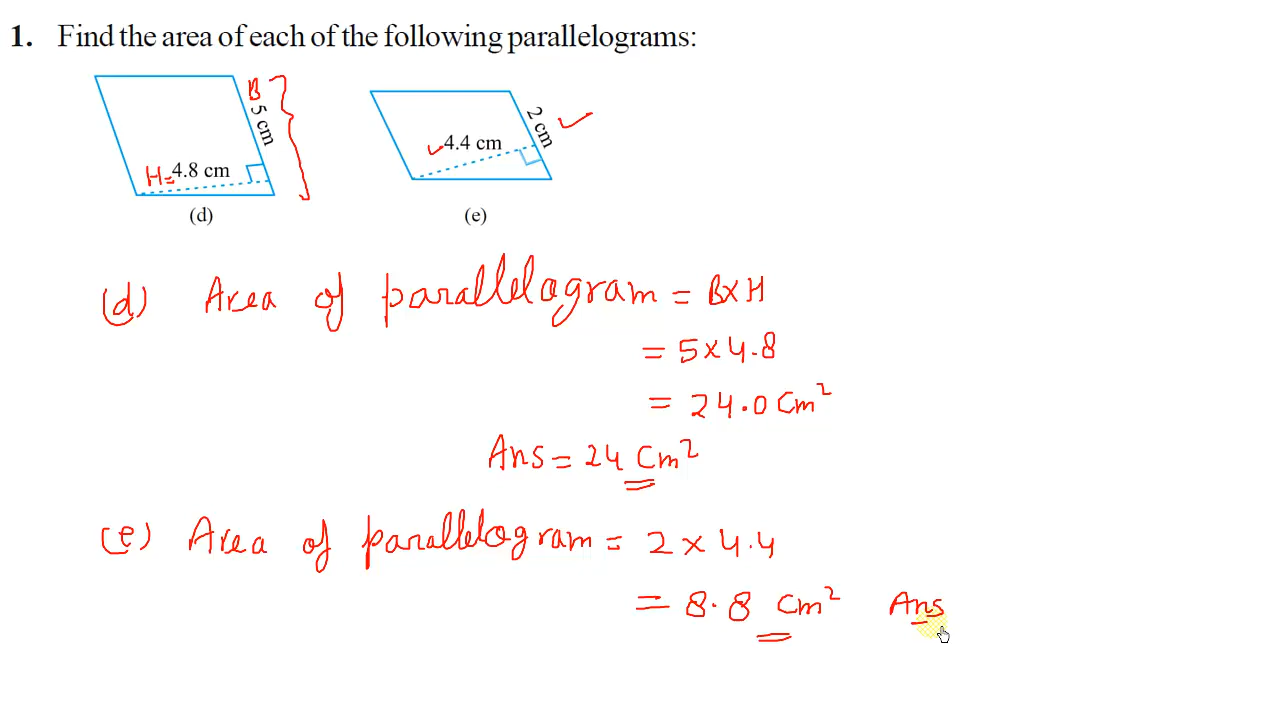 1. Find the area of each of the following parallelograms:
B
5 cm
H=4.8 cm
(d)
2 cm
4.4 cm
(e)
(d) Area of parallelogram = B×H
= 5×4.8
= 24.0 Cm²
Ans = 24 Cm²
(e) Area of parallelogram = 2 × 4.4
= 8.8 Cm² Ans